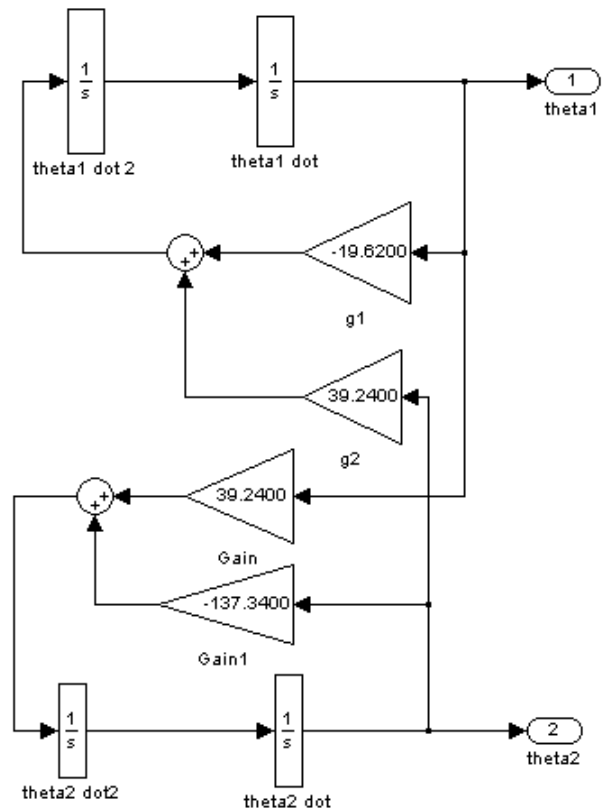 1
s
1
s
1
theta1
theta1 dot 2
theta1 dot
-19.6200
+
+
g1
39.2400
g2
39.2400
+
+
Gain
-137.3400
Gain1
1
s
1
s
2
theta2
theta2 dot2
theta2 dot